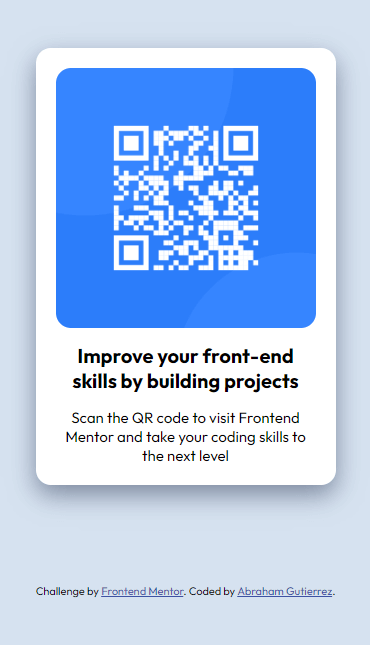 Improve your front-end
skills by building projects
Scan the QR code to visit Frontend
Mentor and take your coding skills to
the next level
Challenge by Frontend Mentor. Coded by Abraham Gutierrez.